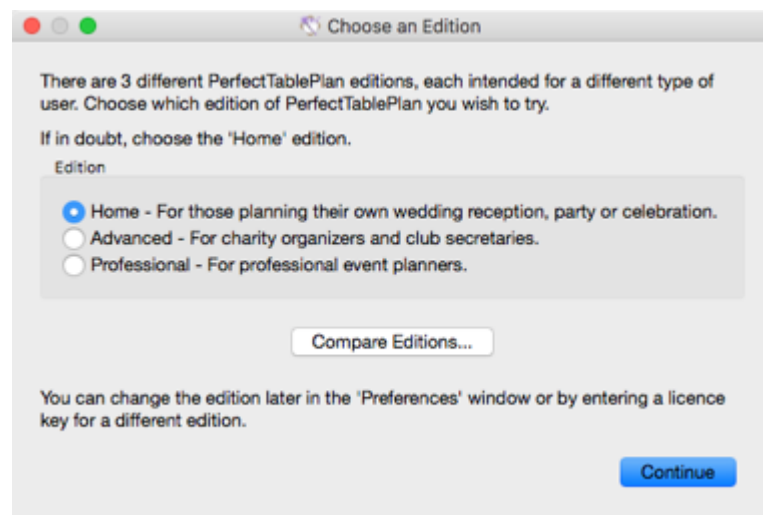 Choose an Edition
There are 3 different PerfectTablePlan editions, each intended for a different type of
user. Choose which edition of PerfectTablePlan you wish to try.
If in doubt, choose the 'Home' edition.
Edition
Home - For those planning their own wedding reception, party or celebration.
Advanced - For charity organizers and club secretaries.
Professional - For professional event planners.
Compare Editions...
You can change the edition later in the 'Preferences' window or by entering a licence
key for a different edition.
Continue